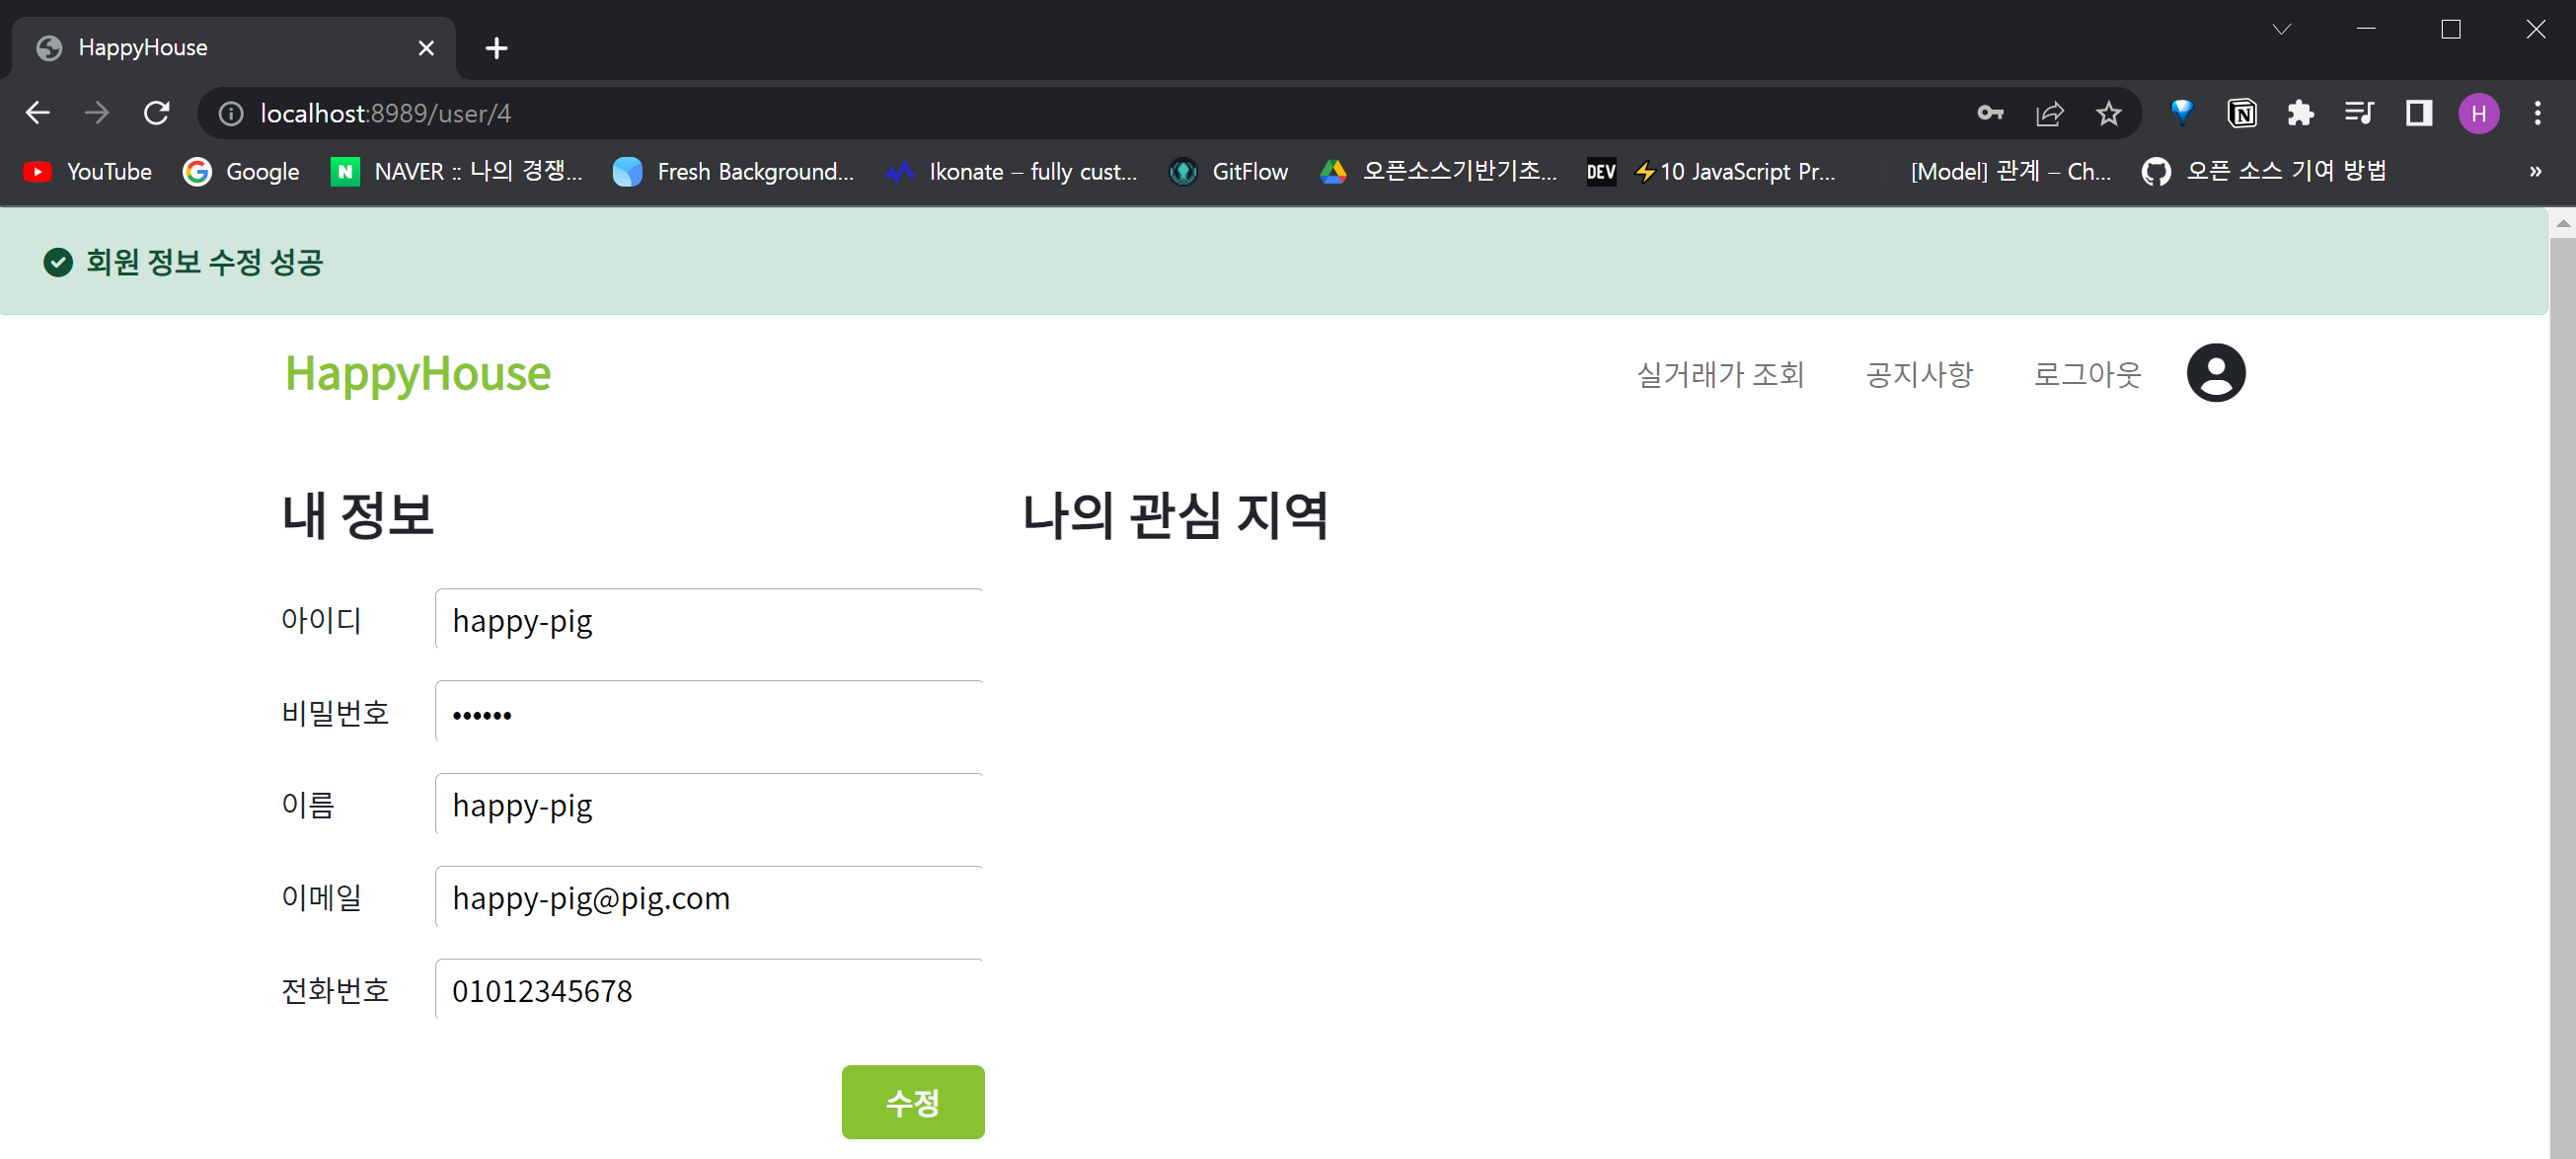 HappyHouse
localhost:8989/user/4
YouTube Google NAVER :: 나의 경쟁... Fresh Background... Ikonate – fully cust... GitFlow 오픈소스기반기초... DEV ⚡10 JavaScript Pr... [Model] 관계 – Ch... 오픈 소스 기여 방법 »
회원 정보 수정 성공
HappyHouse 실거래가 조회 공지사항 로그아웃
내 정보 나의 관심 지역
아이디 happy-pig
비밀번호 ••••••
이름 happy-pig
이메일 happy-pig@pig.com
전화번호 01012345678
수정
H
N
N